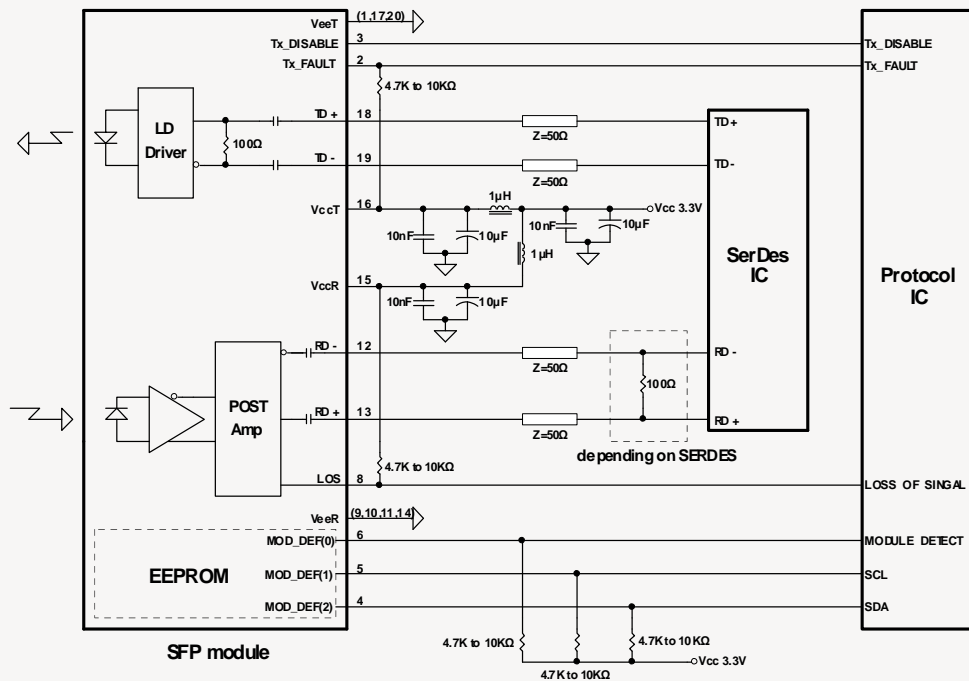 VeeT (1,17,20)
Tx_DISABLE 3 Tx_DISABLE
Tx_FAULT 2 Tx_FAULT
4.7K to 10KΩ
LD Driver
100Ω
TD+ 18 Z=50Ω TD+
TD- 19 Z=50Ω TD-
VccT 16
1µH
Vcc 3.3V
10nF 10µF 10nF 10µF
1µH
VccR 15
10nF 10µF
SerDes IC
Protocol IC
RD - 12 Z=50Ω RD -
100Ω
POST Amp
RD + 13 Z=50Ω RD +
depending on SERDES
4.7K to 10KΩ
LOS 8 LOSS OF SINGAL
VeeR (9,10,11,14)
MOD_DEF(0) 6 MODULE DETECT
EEPROM
MOD_DEF(1) 5 SCL
MOD_DEF(2) 4 SDA
4.7K to 10KΩ 4.7K to 10KΩ
SFP module
Vcc 3.3V
4.7K to 10KΩ